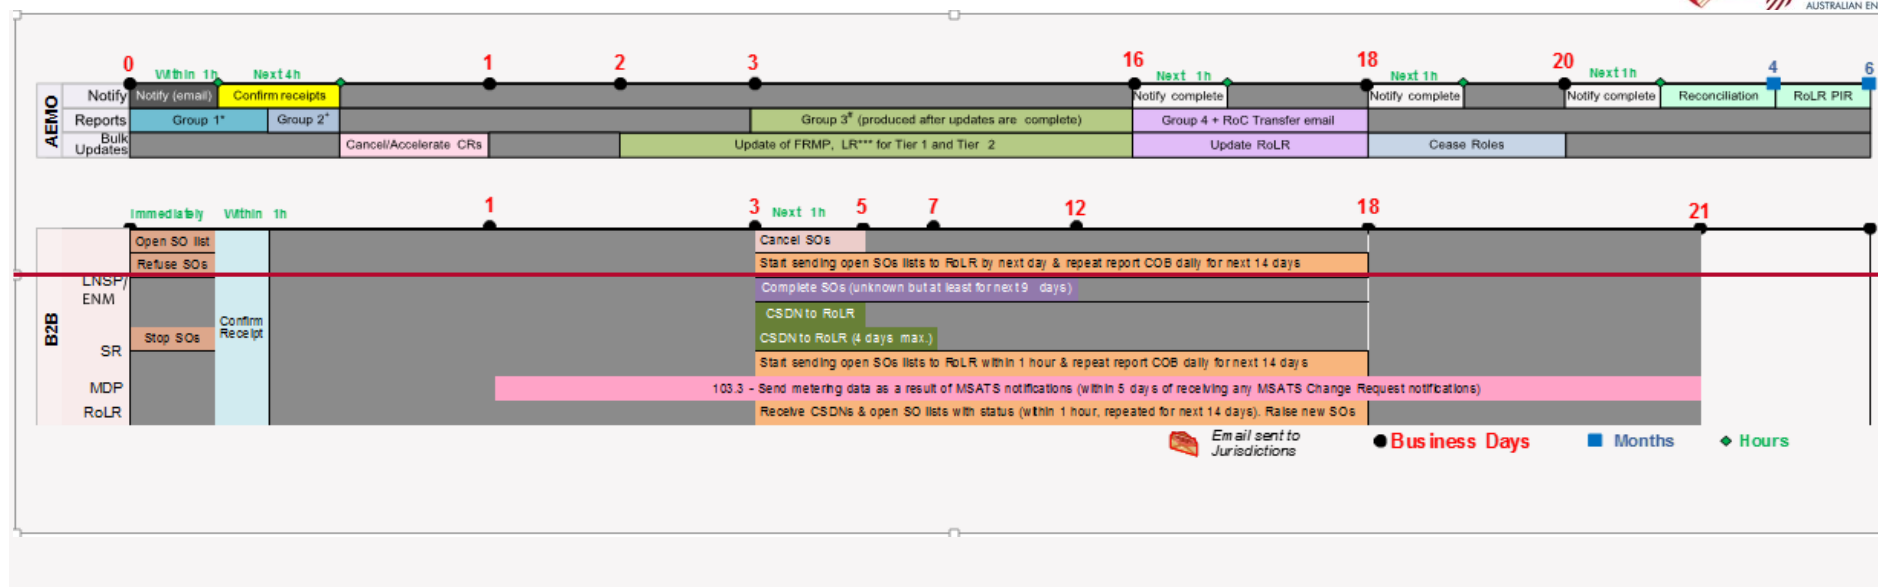 AUSTRALIAN EN
0 Within 1h Next 4h 1 2 3 16 Next 1h 18 Next 1h 20 Next 1h 4 6
AEMO
Notify Notify (email) Confirm receipts Notify complete Notify complete Notify complete Reconciliation RoLR PIR
Reports Group 1* Group 2+ Group 3# (produced after updates are complete) Group 4 + RoC Transfer email
Bulk
Updates Cancel/Accelerate CRs Update of FRMP, LR*** for Tier 1 and Tier 2 Update RoLR Cease Roles
Immediately Within 1h 1 3 Next 1h 5 7 12 18 21
B2B
Open SO list Cancel SOs
Refuse SOs Start sending open SOs lists to RoLR by next day & repeat report COB daily for next 14 days
LNSP/
ENM Complete SOs (unknown but at least for next 9 days)
CSDN to RoLR
Confirm
Receipt
Stop SOs CSDN to RoLR (4 days max.)
SR Start sending open SOs lists to RoLR within 1 hour & repeat report COB daily for next 14 days
MDP 103.3 - Send metering data as a result of MSATS notifications (within 5 days of receiving any MSATS Change Request notifications)
RoLR Receive CSDNs & open SO lists with status (within 1 hour, repeated for next 14 days). Raise new SOs
Email sent to
Jurisdictions
Business Days Months Hours